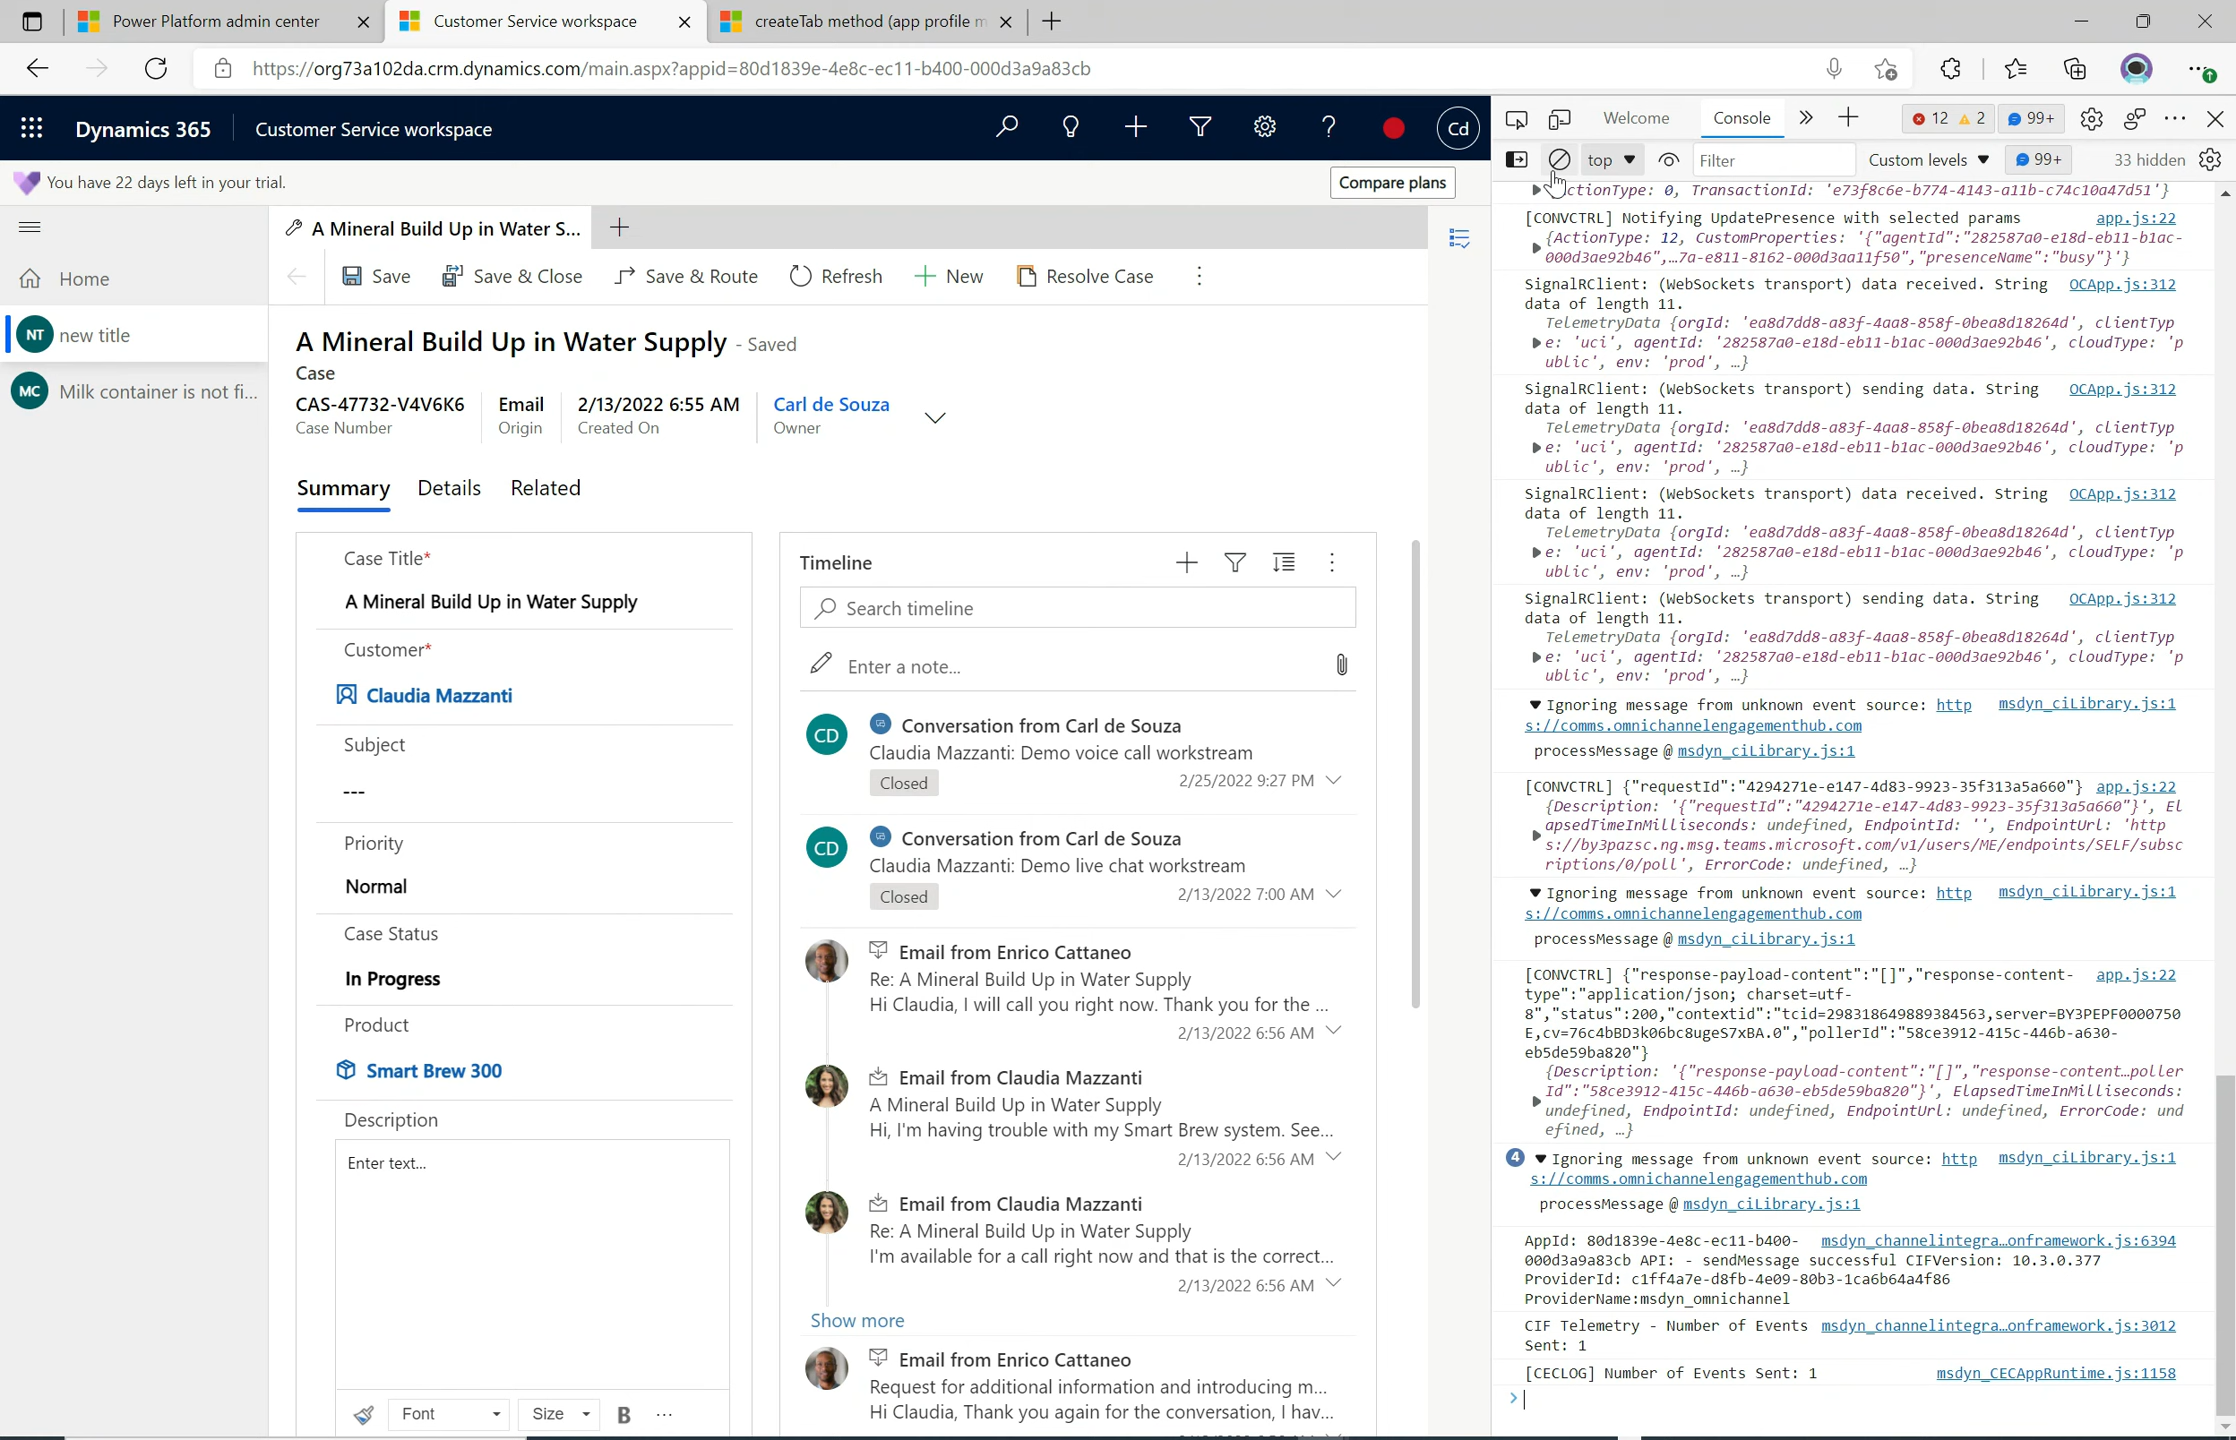 Power Platform admin center
Customer Service workspace
createTab method (app profile m
https://org73a102da.crm.dynamics.com/main.aspx?appid=80d1839e-4e8c-ec11-b400-000d3a9a83cb
Dynamics 365
Customer Service workspace
Cd
You have 22 days left in your trial.
Compare plans
Home
NT new title
MC Milk container is not fi...
A Mineral Build Up in Water S...
Save
Save & Close
Save & Route
Refresh
New
Resolve Case
A Mineral Build Up in Water Supply - Saved
Case
CAS-47732-V4V6K6
Case Number
Email
Origin
2/13/2022 6:55 AM
Created On
Carl de Souza
Owner
Summary
Details
Related
Case Title*
A Mineral Build Up in Water Supply
Customer*
Claudia Mazzanti
Subject
---
Priority
Normal
Case Status
In Progress
Product
Smart Brew 300
Description
Enter text...
Font
Size
B
Timeline
Search timeline
Enter a note...
CD
Conversation from Carl de Souza
Claudia Mazzanti: Demo voice call workstream
Closed
2/25/2022 9:27 PM
CD
Conversation from Carl de Souza
Claudia Mazzanti: Demo live chat workstream
Closed
2/13/2022 7:00 AM
Email from Enrico Cattaneo
Re: A Mineral Build Up in Water Supply
Hi Claudia, I will call you right now. Thank you for the ...
2/13/2022 6:56 AM
Email from Claudia Mazzanti
A Mineral Build Up in Water Supply
Hi, I'm having trouble with my Smart Brew system. See...
2/13/2022 6:56 AM
Email from Claudia Mazzanti
Re: A Mineral Build Up in Water Supply
I'm available for a call right now and that is the correct...
2/13/2022 6:56 AM
Show more
Email from Enrico Cattaneo
Request for additional information and introducing m...
Hi Claudia, Thank you again for the conversation, I hav...
Welcome
Console
12
2
99+
top
Filter
Custom levels
99+
33 hidden
ctionType: 0, TransactionId: 'e73f8c6e-b774-4143-a11b-c74c10a47d51'}
[CONVCTRL] Notifying UpdatePresence with selected params app.js:22
{ActionType: 12, CustomProperties: '{"agentId":"282587a0-e18d-eb11-b1ac-
000d3ae92b46",…7a-e811-8162-000d3aa11f50","presenceName":"busy"}'}
SignalRClient: (WebSockets transport) data received. String OCApp.js:312
data of length 11.
TelemetryData {orgId: 'ea8d7dd8-a83f-4aa8-858f-0bea8d18264d', clientTyp
e: 'uci', agentId: '282587a0-e18d-eb11-b1ac-000d3ae92b46', cloudType: 'p
ublic', env: 'prod', …}
SignalRClient: (WebSockets transport) sending data. String OCApp.js:312
data of length 11.
TelemetryData {orgId: 'ea8d7dd8-a83f-4aa8-858f-0bea8d18264d', clientTyp
e: 'uci', agentId: '282587a0-e18d-eb11-b1ac-000d3ae92b46', cloudType: 'p
ublic', env: 'prod', …}
SignalRClient: (WebSockets transport) data received. String OCApp.js:312
data of length 11.
TelemetryData {orgId: 'ea8d7dd8-a83f-4aa8-858f-0bea8d18264d', clientTyp
e: 'uci', agentId: '282587a0-e18d-eb11-b1ac-000d3ae92b46', cloudType: 'p
ublic', env: 'prod', …}
SignalRClient: (WebSockets transport) sending data. String OCApp.js:312
data of length 11.
TelemetryData {orgId: 'ea8d7dd8-a83f-4aa8-858f-0bea8d18264d', clientTyp
e: 'uci', agentId: '282587a0-e18d-eb11-b1ac-000d3ae92b46', cloudType: 'p
ublic', env: 'prod', …}
Ignoring message from unknown event source: http msdyn_ciLibrary.js:1
s://comms.omnichannelengagementhub.com
processMessage @ msdyn_ciLibrary.js:1
[CONVCTRL] {"requestId":"4294271e-e147-4d83-9923-35f313a5a660"} app.js:22
{Description: '{"requestId":"4294271e-e147-4d83-9923-35f313a5a660"}', El
apsedTimeInMilliseconds: undefined, EndpointId: '', EndpointUrl: 'http
s://by3pazsc.ng.msg.teams.microsoft.com/v1/users/ME/endpoints/SELF/subsc
riptions/0/poll', ErrorCode: undefined, …}
Ignoring message from unknown event source: http msdyn_ciLibrary.js:1
s://comms.omnichannelengagementhub.com
processMessage @ msdyn_ciLibrary.js:1
[CONVCTRL] {"response-payload-content":"[]","response-content- app.js:22
type":"application/json; charset=utf-
8","status":200,"contextid":"tcid=298318649889384563,server=BY3PEPF0000750
E,cv=76c4bBD3k06bc8ugeS7xBA.0","pollerId":"58ce3912-415c-446b-a630-
eb5de59ba820"}
{Description: '{"response-payload-content":"[]","response-content…poller
Id":"58ce3912-415c-446b-a630-eb5de59ba820"}', ElapsedTimeInMilliseconds:
undefined, EndpointId: undefined, EndpointUrl: undefined, ErrorCode: und
efined, …}
4 Ignoring message from unknown event source: http msdyn_ciLibrary.js:1
s://comms.omnichannelengagementhub.com
processMessage @ msdyn_ciLibrary.js:1
AppId: 80d1839e-4e8c-ec11-b400- msdyn_channelintegra…onframework.js:6394
000d3a9a83cb API: - sendMessage successful CIFVersion: 10.3.0.377
ProviderId: c1ff4a7e-d8fb-4e09-80b3-1ca6b64a4f86
ProviderName:msdyn_omnichannel
CIF Telemetry - Number of Events msdyn_channelintegra…onframework.js:3012
Sent: 1
[CECLOG] Number of Events Sent: 1 msdyn_CECAppRuntime.js:1158